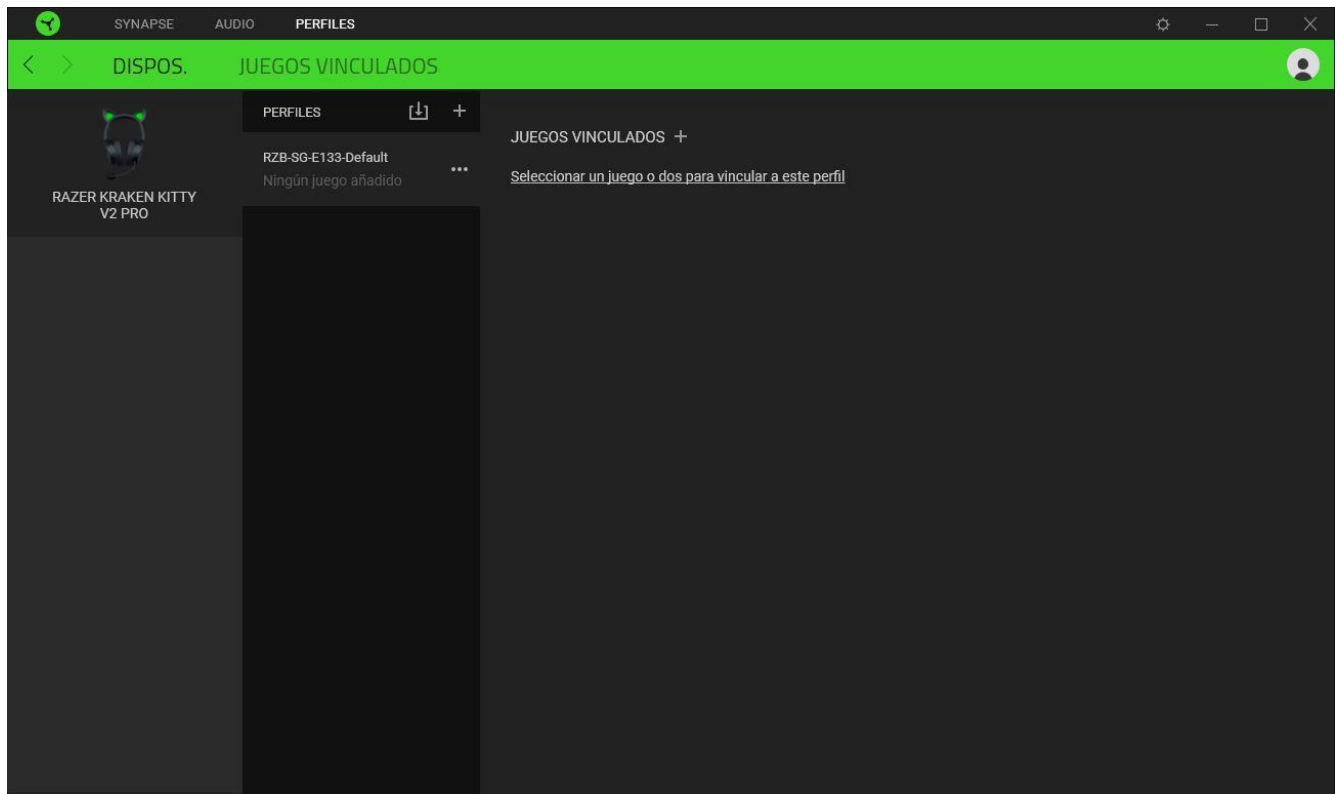 SYNAPSE AUDIO PERFILES
DISPOS. JUEGOS VINCULADOS
RAZER KRAKEN KITTY
V2 PRO
PERFILES
RZB-SG-E133-Default
Ningún juego añadido
JUEGOS VINCULADOS
Seleccionar un juego o dos para vincular a este perfil